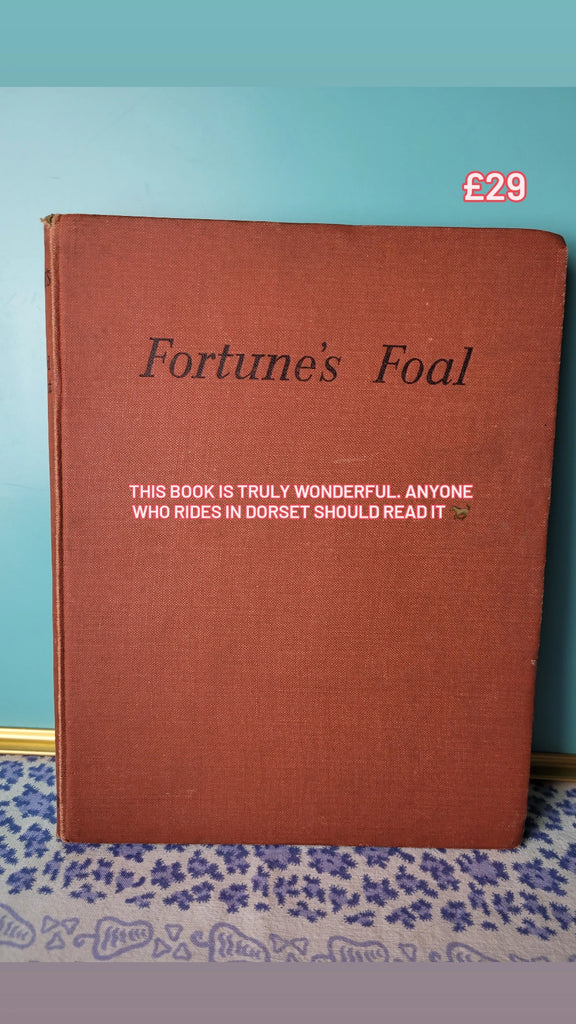 £29
Fortune's Foal
THIS BOOK IS TRULY WONDERFUL. ANYONE
WHO RIDES IN DORSET SHOULD READ IT 🐎